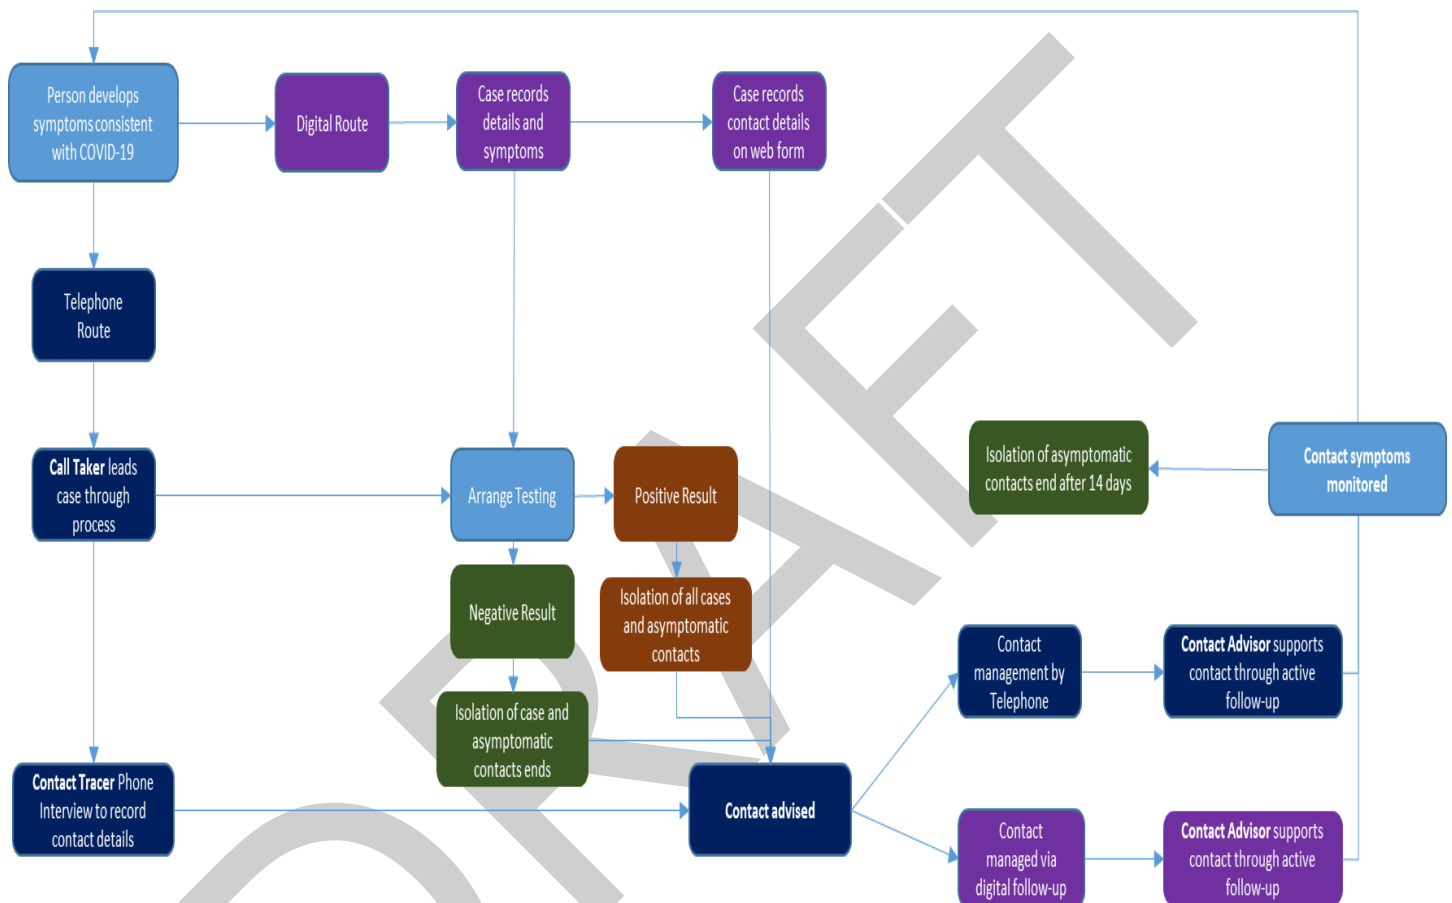 Person develops
symptoms consistent
with COVID-19
Digital Route
Case records
details and
symptoms
Case records
contact details
on web form
Telephone
Route
Call Taker leads
case through
process
Arrange Testing
Positive Result
Isolation of asymptomatic
contacts end after 14 days
Contact symptoms
monitored
Negative Result
Isolation of all cases
and asymptomatic
contacts
Contact
management by
Telephone
Contact Advisor supports
contact through active
follow-up
Isolation of case and
asymptomatic
contacts ends
Contact Tracer Phone
Interview to record
contact details
Contact advised
Contact
managed via
digital follow-up
Contact Advisor supports
contact through active
follow-up
DRAFT